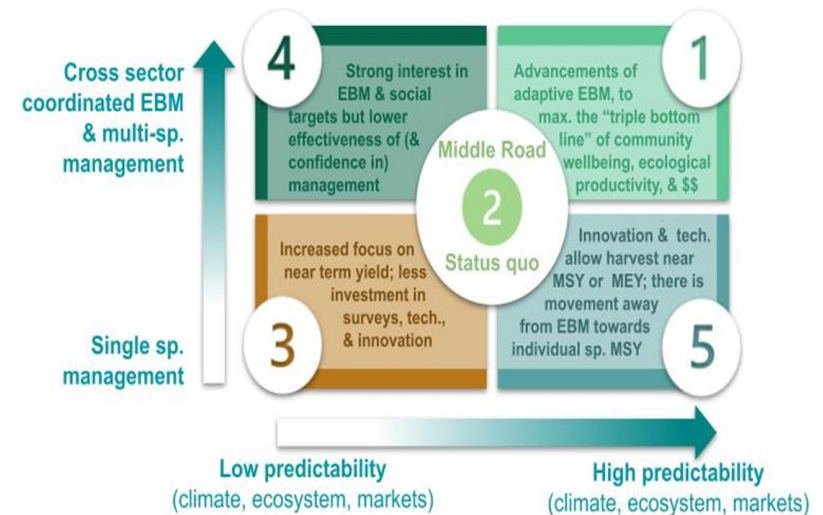 Cross sector
coordinated EBM
& multi-sp.
management
4
Strong interest in
EBM & social
targets but lower
effectiveness of (&
confidence in)
management
1
Advancements of
adaptive EBM, to
max. the “triple bottom
line” of community
wellbeing, ecological
productivity, & $$
Middle Road
2
Status quo
Increased focus on
near term yield; less
investment in
surveys, tech.,
& innovation
3
Innovation & tech.
allow harvest near
MSY or MEY; there is
movement away
from EBM towards
individual sp. MSY
5
Single sp.
management
Low predictability
(climate, ecosystem, markets)
High predictability
(climate, ecosystem, markets)